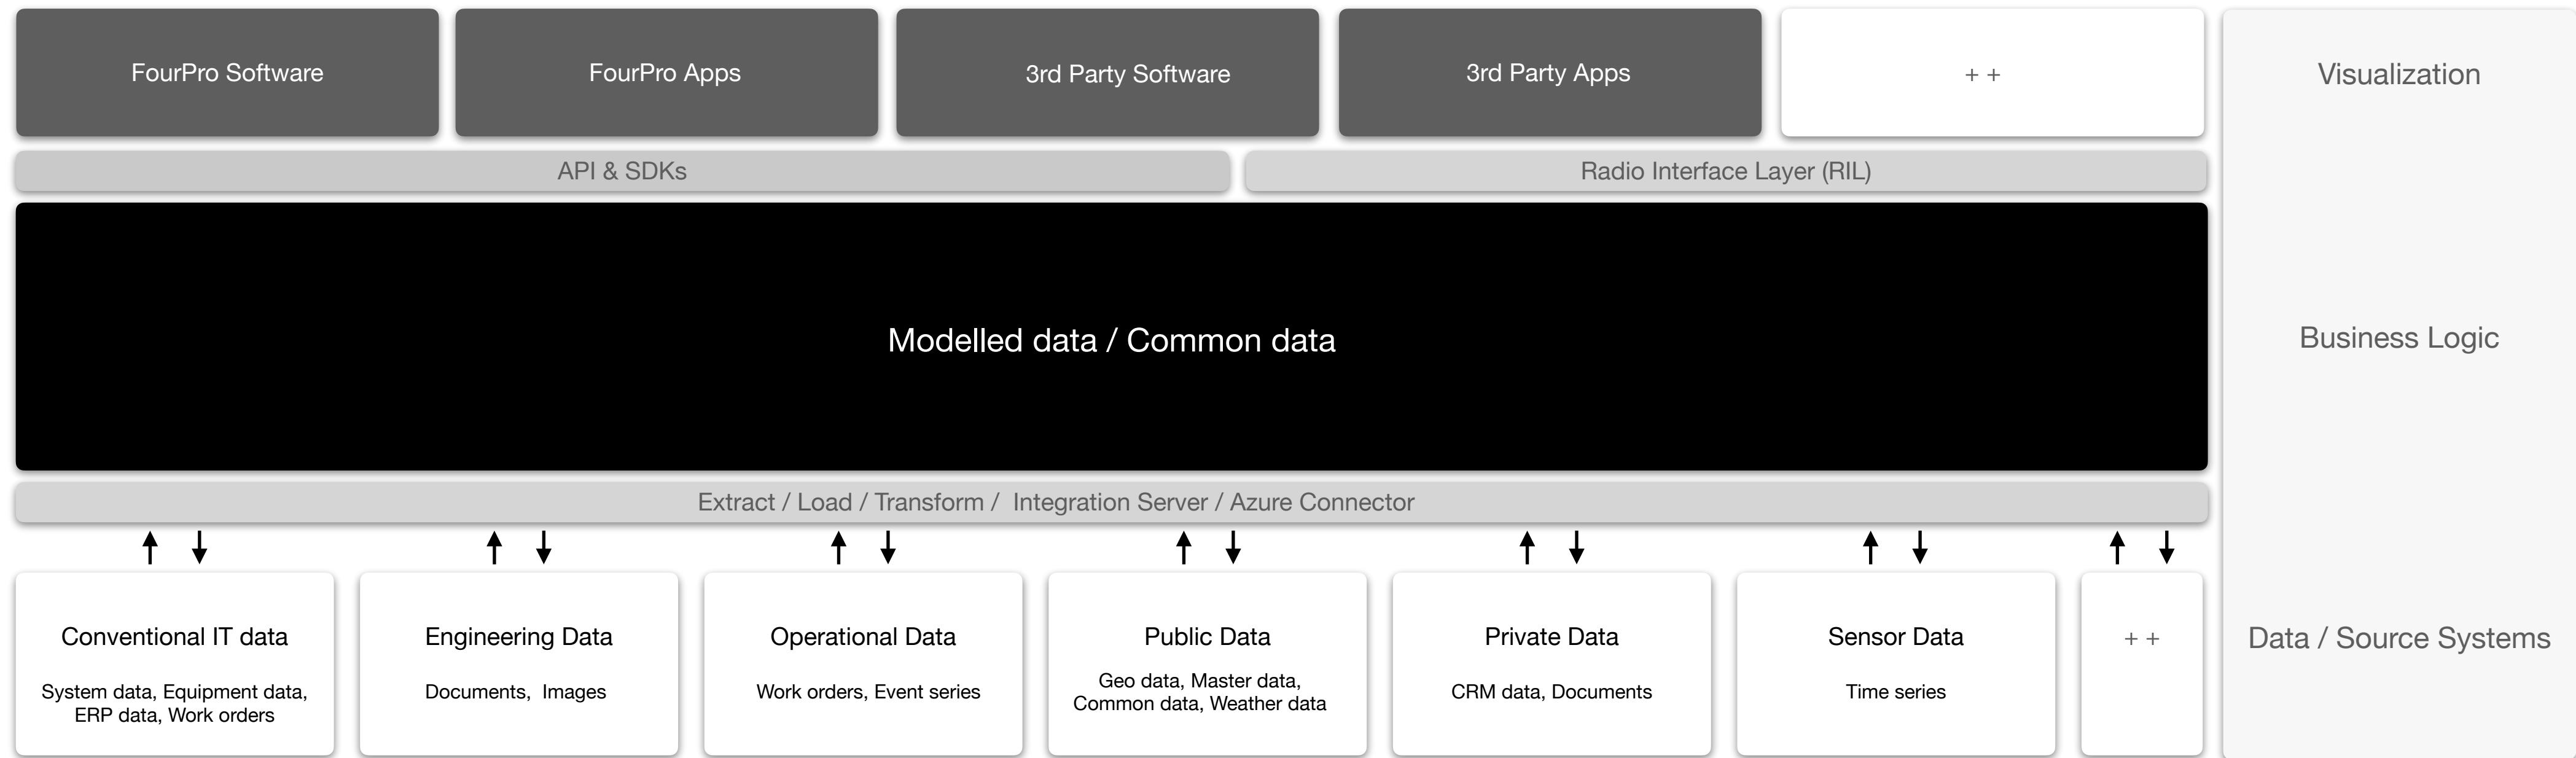 FourPro Software
FourPro Apps
3rd Party Software
3rd Party Apps
+ +
Visualization
API & SDKs
Radio Interface Layer (RIL)
Modelled data / Common data
Business Logic
Extract / Load / Transform /  Integration Server / Azure Connector
Conventional IT data
System data, Equipment data,
ERP data, Work orders
Engineering Data
Documents,  Images
Operational Data
Work orders, Event series
Public Data
Geo data, Master data,
Common data, Weather data
Private Data
CRM data, Documents
Sensor Data
Time series
+ +
Data / Source Systems